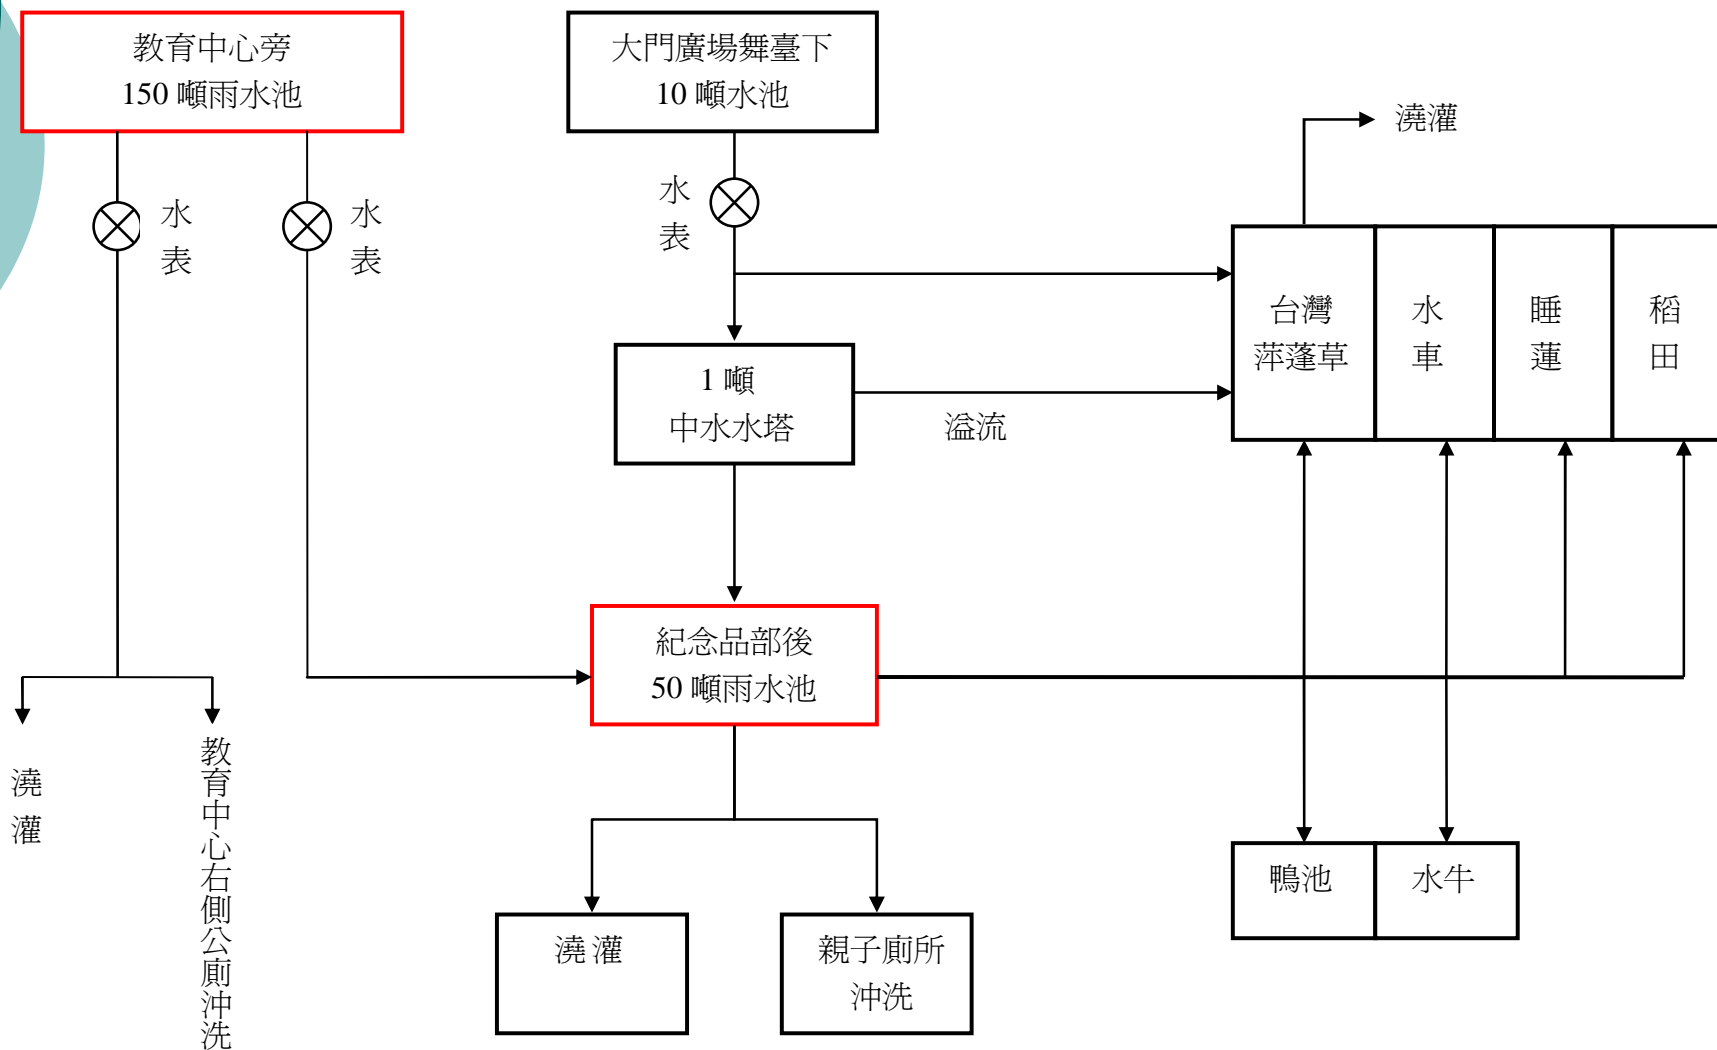 教育中心旁
150 噸雨水池
大門廣場舞臺下
10 噸水池
澆灌
水表
水表
水表
台灣
萍蓬草
水車
睡蓮
稻田
1 噸
中水水塔
溢流
紀念品部後
50 噸雨水池
澆灌
教育中心右側公廁沖洗
鴨池
水牛
澆灌
親子廁所
沖洗